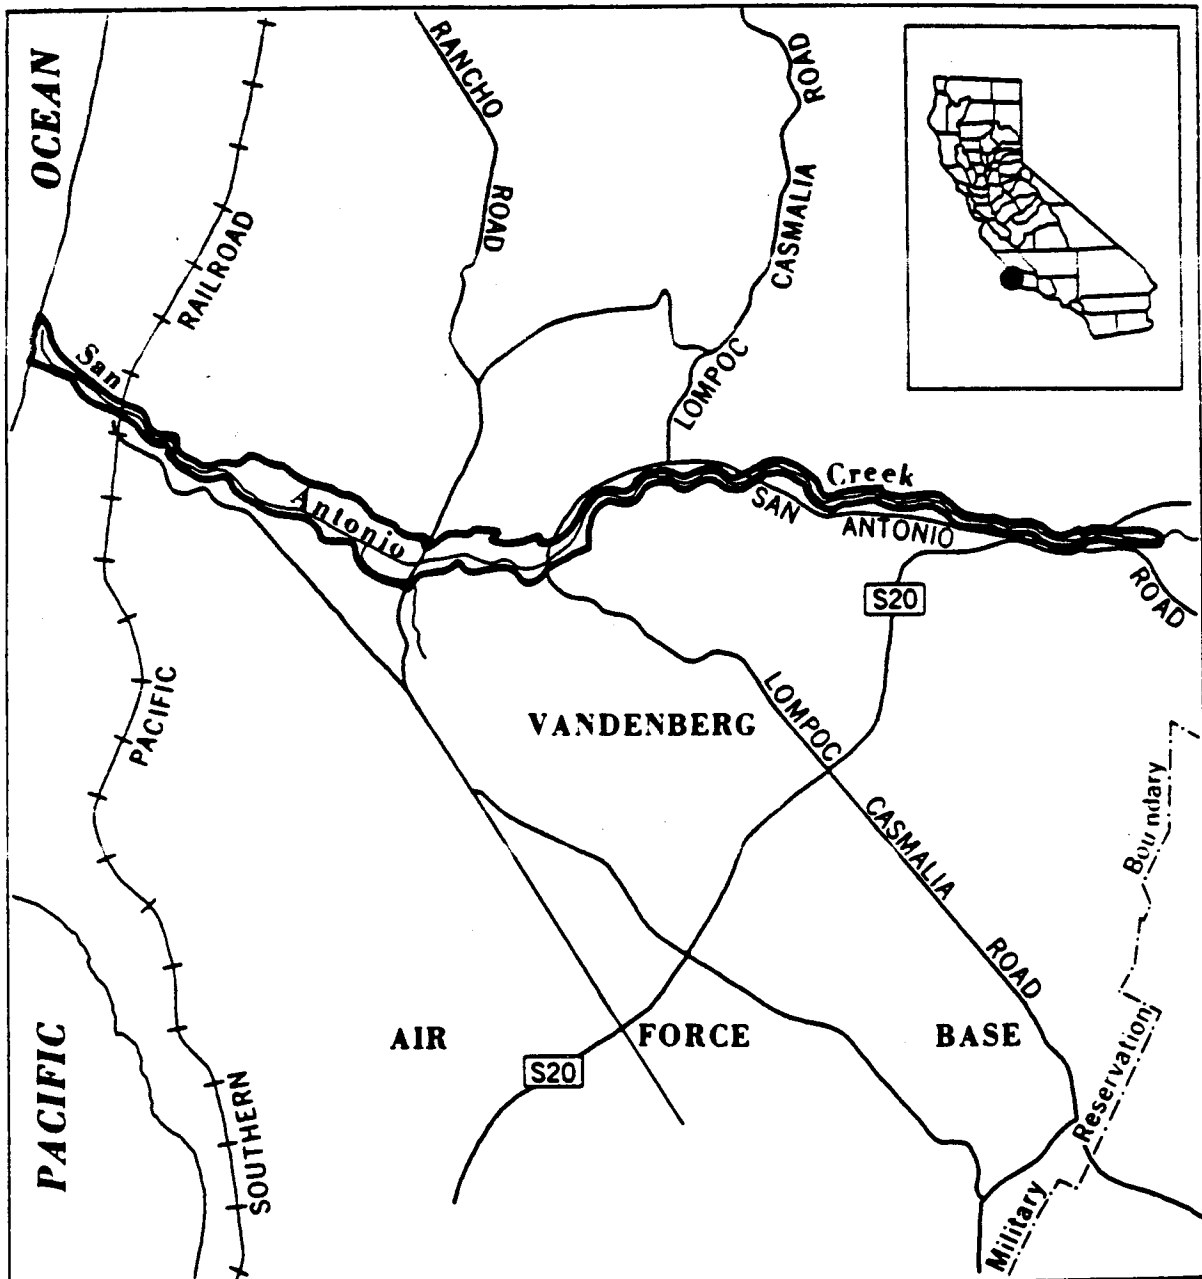 PACIFIC OCEAN
SOUTHERN PACIFIC RAILROAD
RANCHO ROAD
LOMPOC CASMALIA ROAD
San Antonio Creek
SAN ANTONIO ROAD
S20
LOMPOC CASMALIA ROAD
VANDENBERG
AIR FORCE BASE
S20
Military Reservation Boundary